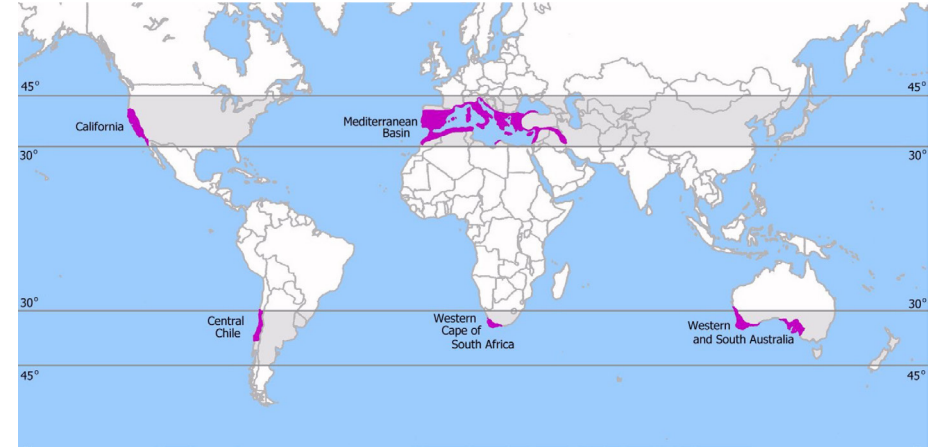 45°
45°
California
Mediterranean
Basin
30°
30°
30°
30°
Central
Chile
Western
Cape of
South Africa
Western
and South Australia
45°
45°